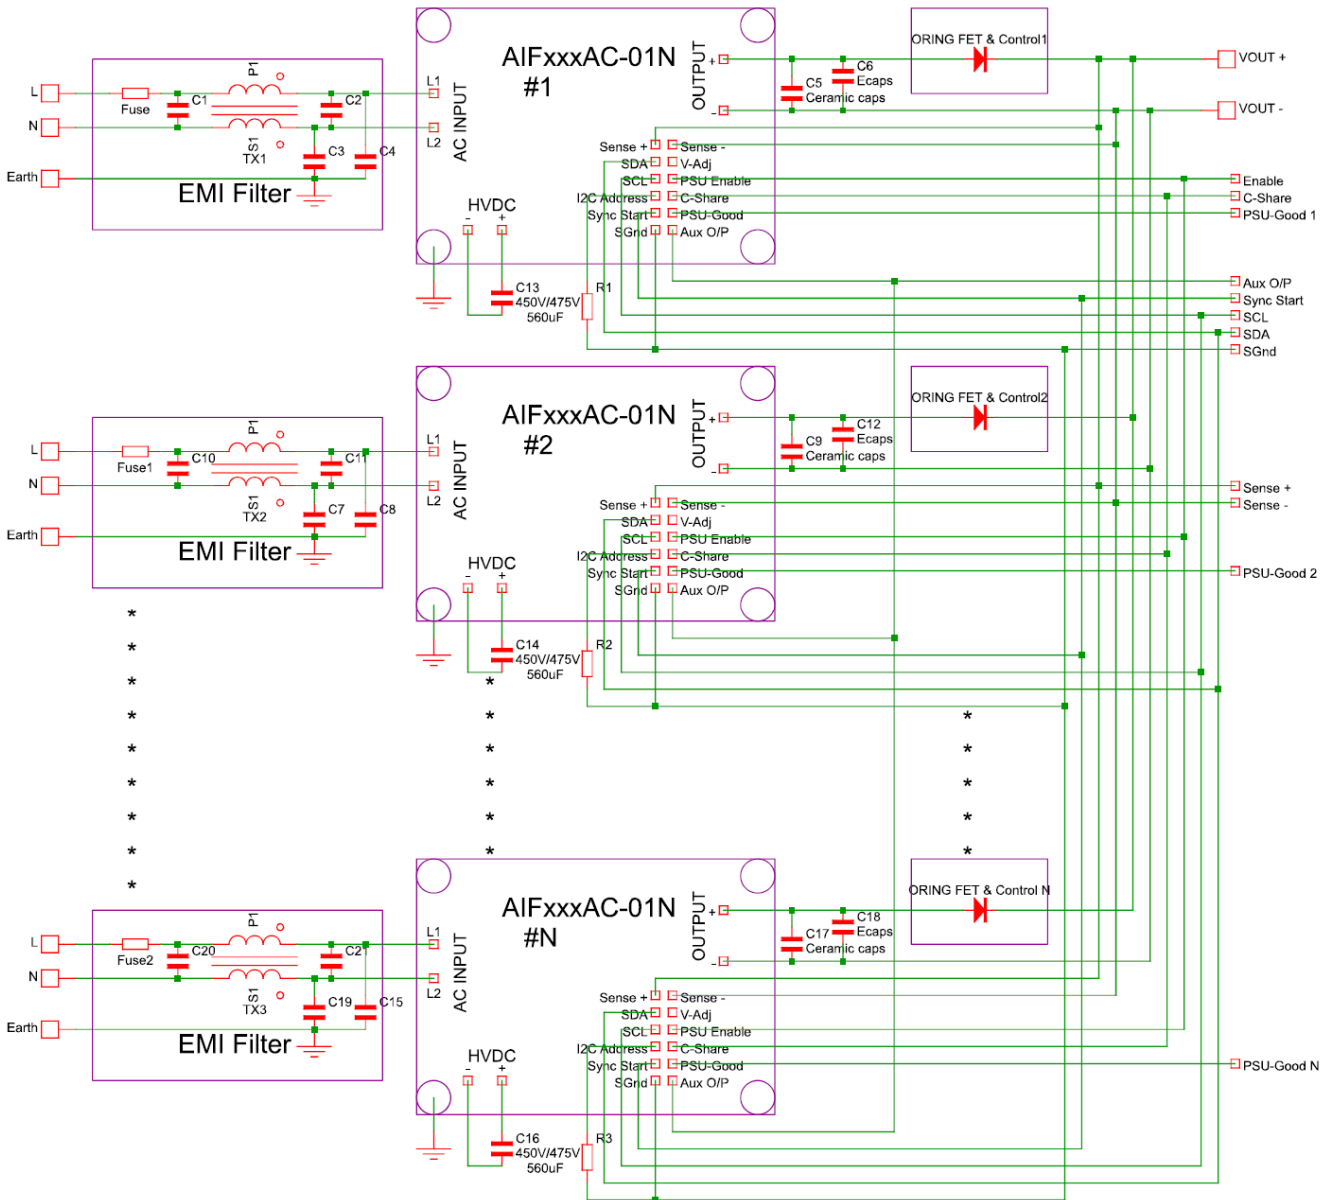 AIFxxxAC-01N
#1
ORING FET & Control1
L
Fuse
C1
P1
S1
TX1
C2
C3
C4
N
Earth
EMI Filter
L1
L2
AC INPUT
OUTPUT
+
-
C5
Ceramic caps
C6
Ecaps
VOUT +
VOUT -
Sense +
Sense -
SDA
V-Adj
SCL
PSU Enable
I2C Address
C-Share
Sync Start
PSU-Good
SGnd
Aux O/P
HVDC
-
+
C13
450V/475V
560uF
R1
Enable
C-Share
PSU-Good 1
Aux O/P
Sync Start
SCL
SDA
SGnd
AIFxxxAC-01N
#2
ORING FET & Control2
L
Fuse1
C10
P1
S1
TX2
C11
C7
C8
N
Earth
EMI Filter
L1
L2
AC INPUT
OUTPUT
+
-
C9
Ceramic caps
C12
Ecaps
Sense +
Sense -
SDA
V-Adj
SCL
PSU Enable
I2C Address
C-Share
Sync Start
PSU-Good
SGnd
Aux O/P
HVDC
-
+
C14
450V/475V
560uF
R2
Sense +
Sense -
PSU-Good 2
* 
* * 
* * *
* * *
* * *
* * *
* * *
*
AIFxxxAC-01N
#N
ORING FET & Control N
L
Fuse2
C20
P1
S1
TX3
C21
C19
C15
N
Earth
EMI Filter
L1
L2
AC INPUT
OUTPUT
+
-
C17
Ceramic caps
C18
Ecaps
Sense +
Sense -
SDA
V-Adj
SCL
PSU Enable
I2C Address
C-Share
Sync Start
PSU-Good
SGnd
Aux O/P
HVDC
-
+
C16
450V/475V
560uF
R3
PSU-Good N